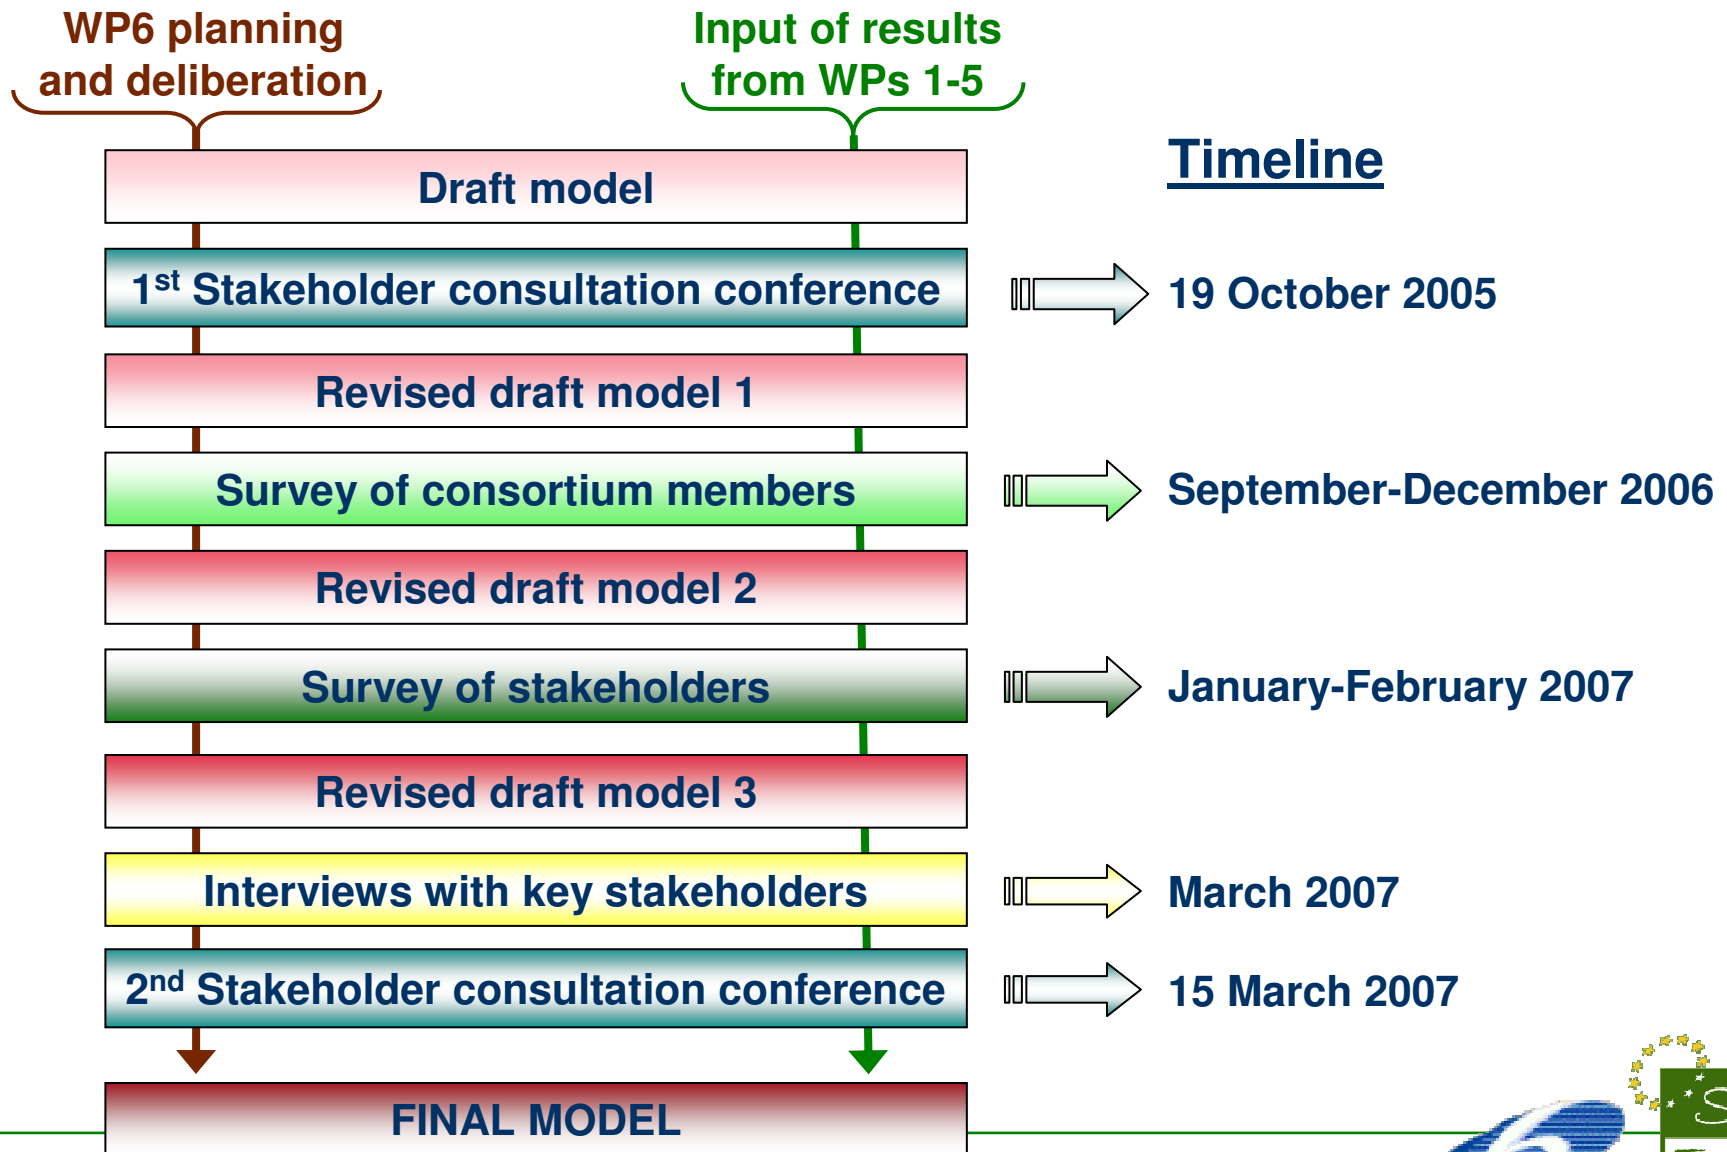 WP6 planning
and deliberation
Input of results
from WPs 1-5
Timeline
Draft model
1st Stakeholder consultation conference
19 October 2005
Revised draft model 1
Survey of consortium members
September-December 2006
Revised draft model 2
Survey of stakeholders
January-February 2007
Revised draft model 3
Interviews with key stakeholders
March 2007
2nd Stakeholder consultation conference
15 March 2007
FINAL MODEL